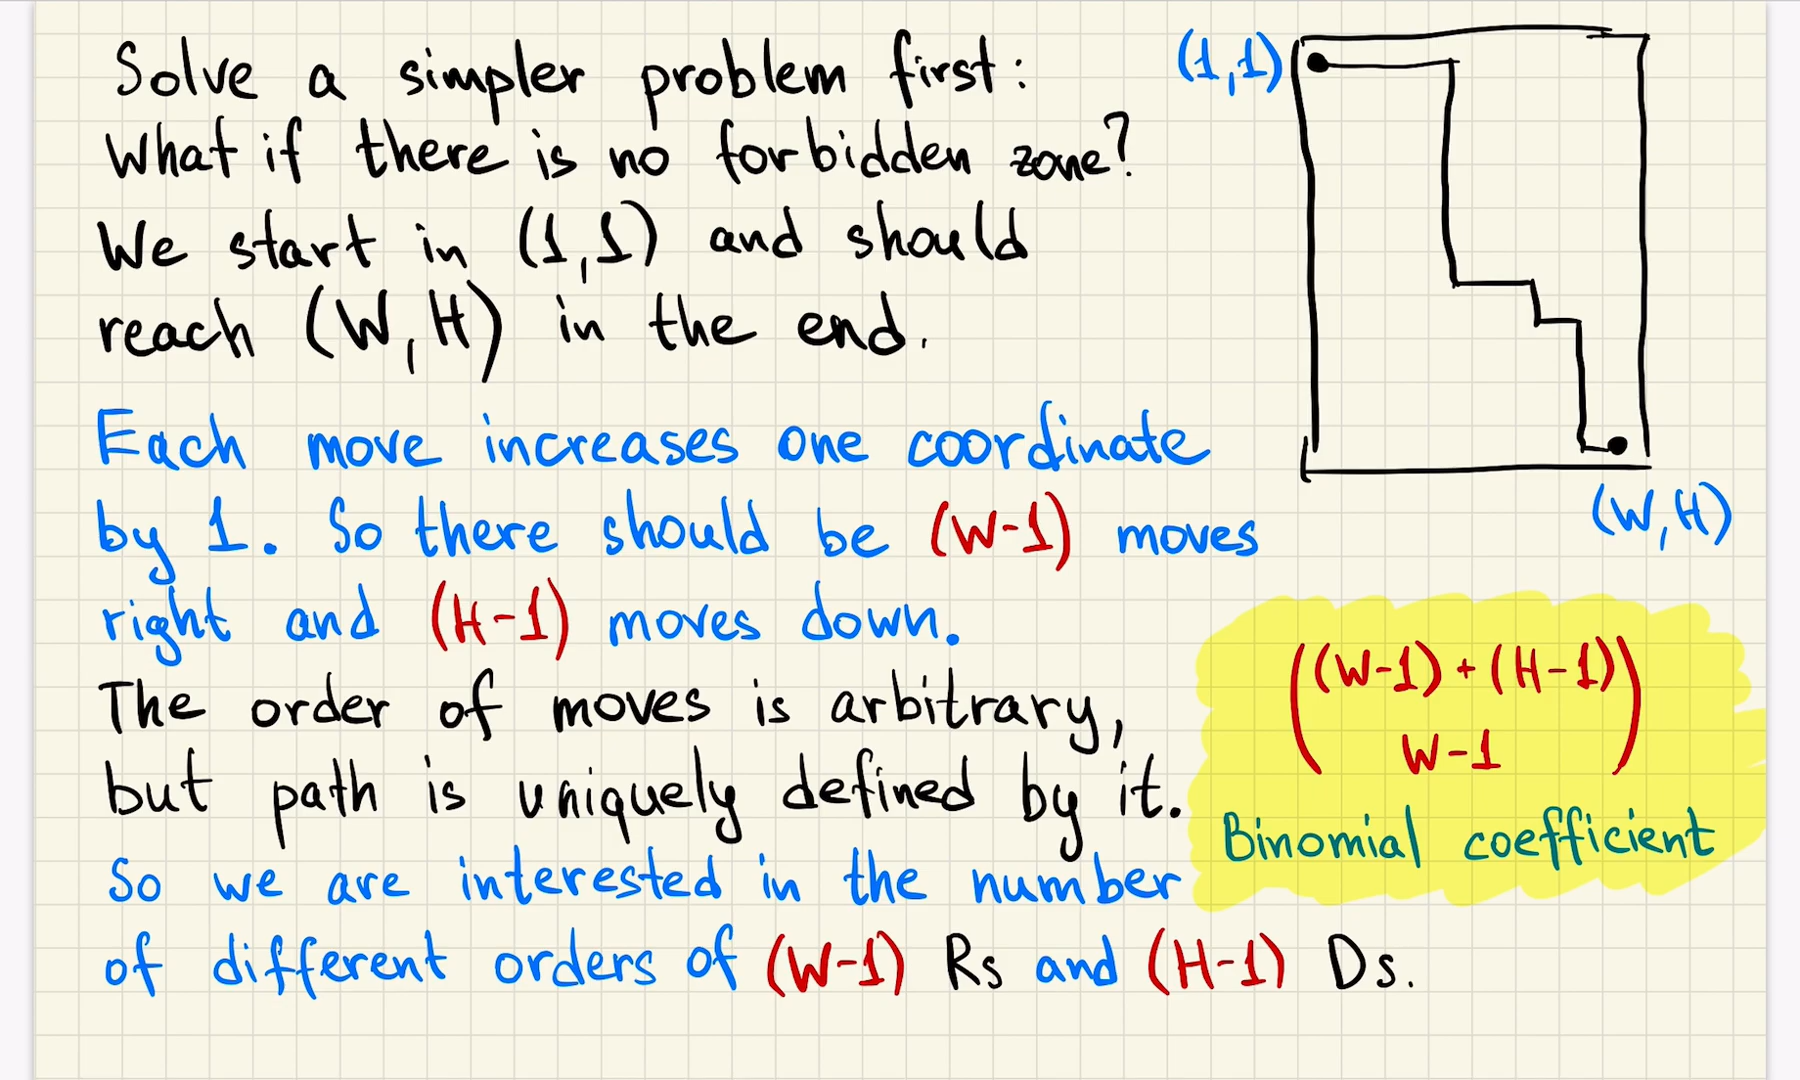 Solve a simpler problem first:
What if there is no forbidden zone?
We start in (1,1) and should
reach (W,H) in the end.
Each move increases one coordinate
by 1. So there should be (W-1) moves
right and (H-1) moves down.
The order of moves is arbitrary,
but path is uniquely defined by it.
So we are interested in the number
of different orders of (W-1) Rs and (H-1) Ds.
(1,1)
(W,H)
((W-1)+(H-1))
W-1
Binomial coefficient